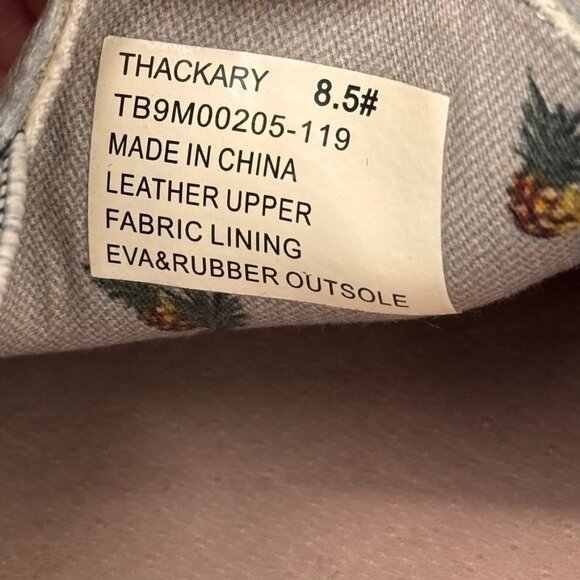 THACKARY 8.5#
TB9M00205-119
MADE IN CHINA
LEATHER UPPER
FABRIC LINING
EVA&RUBBER OUTSOLE